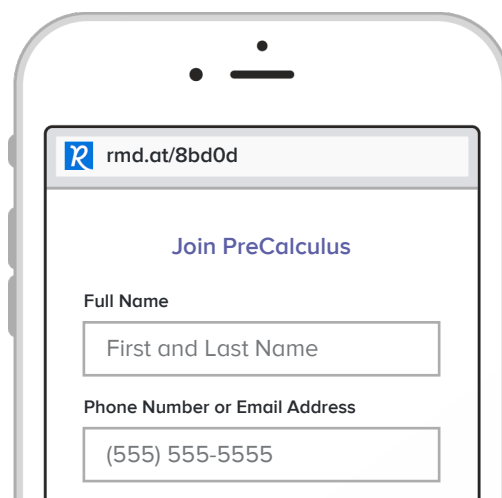 rmd.at/8bd0d
Join PreCalculus
Full Name
First and Last Name
Phone Number or Email Address
(555) 555-5555